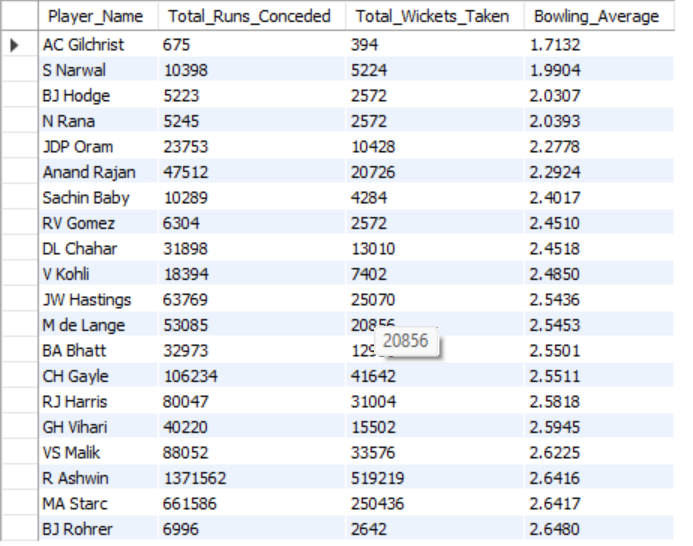 Player_Name Total_Runs_Conceded Total_Wickets_Taken Bowling_Average
AC Gilchrist 675 394 1.7132
S Narwal 10398 5224 1.9904
BJ Hodge 5223 2572 2.0307
N Rana 5245 2572 2.0393
JDP Oram 23753 10428 2.2778
Anand Rajan 47512 20726 2.2924
Sachin Baby 10289 4284 2.4017
RV Gomez 6304 2572 2.4510
DL Chahar 31898 13010 2.4518
V Kohli 18394 7402 2.4850
JW Hastings 63769 25070 2.5436
M de Lange 53085 20856 2.5453
20856
BA Bhatt 32973 2.5501
CH Gayle 106234 41642 2.5511
RJ Harris 80047 31004 2.5818
GH Vihari 40220 15502 2.5945
VS Malik 88052 33576 2.6225
R Ashwin 1371562 519219 2.6416
MA Starc 661586 250436 2.6417
BJ Rohrer 6996 2642 2.6480